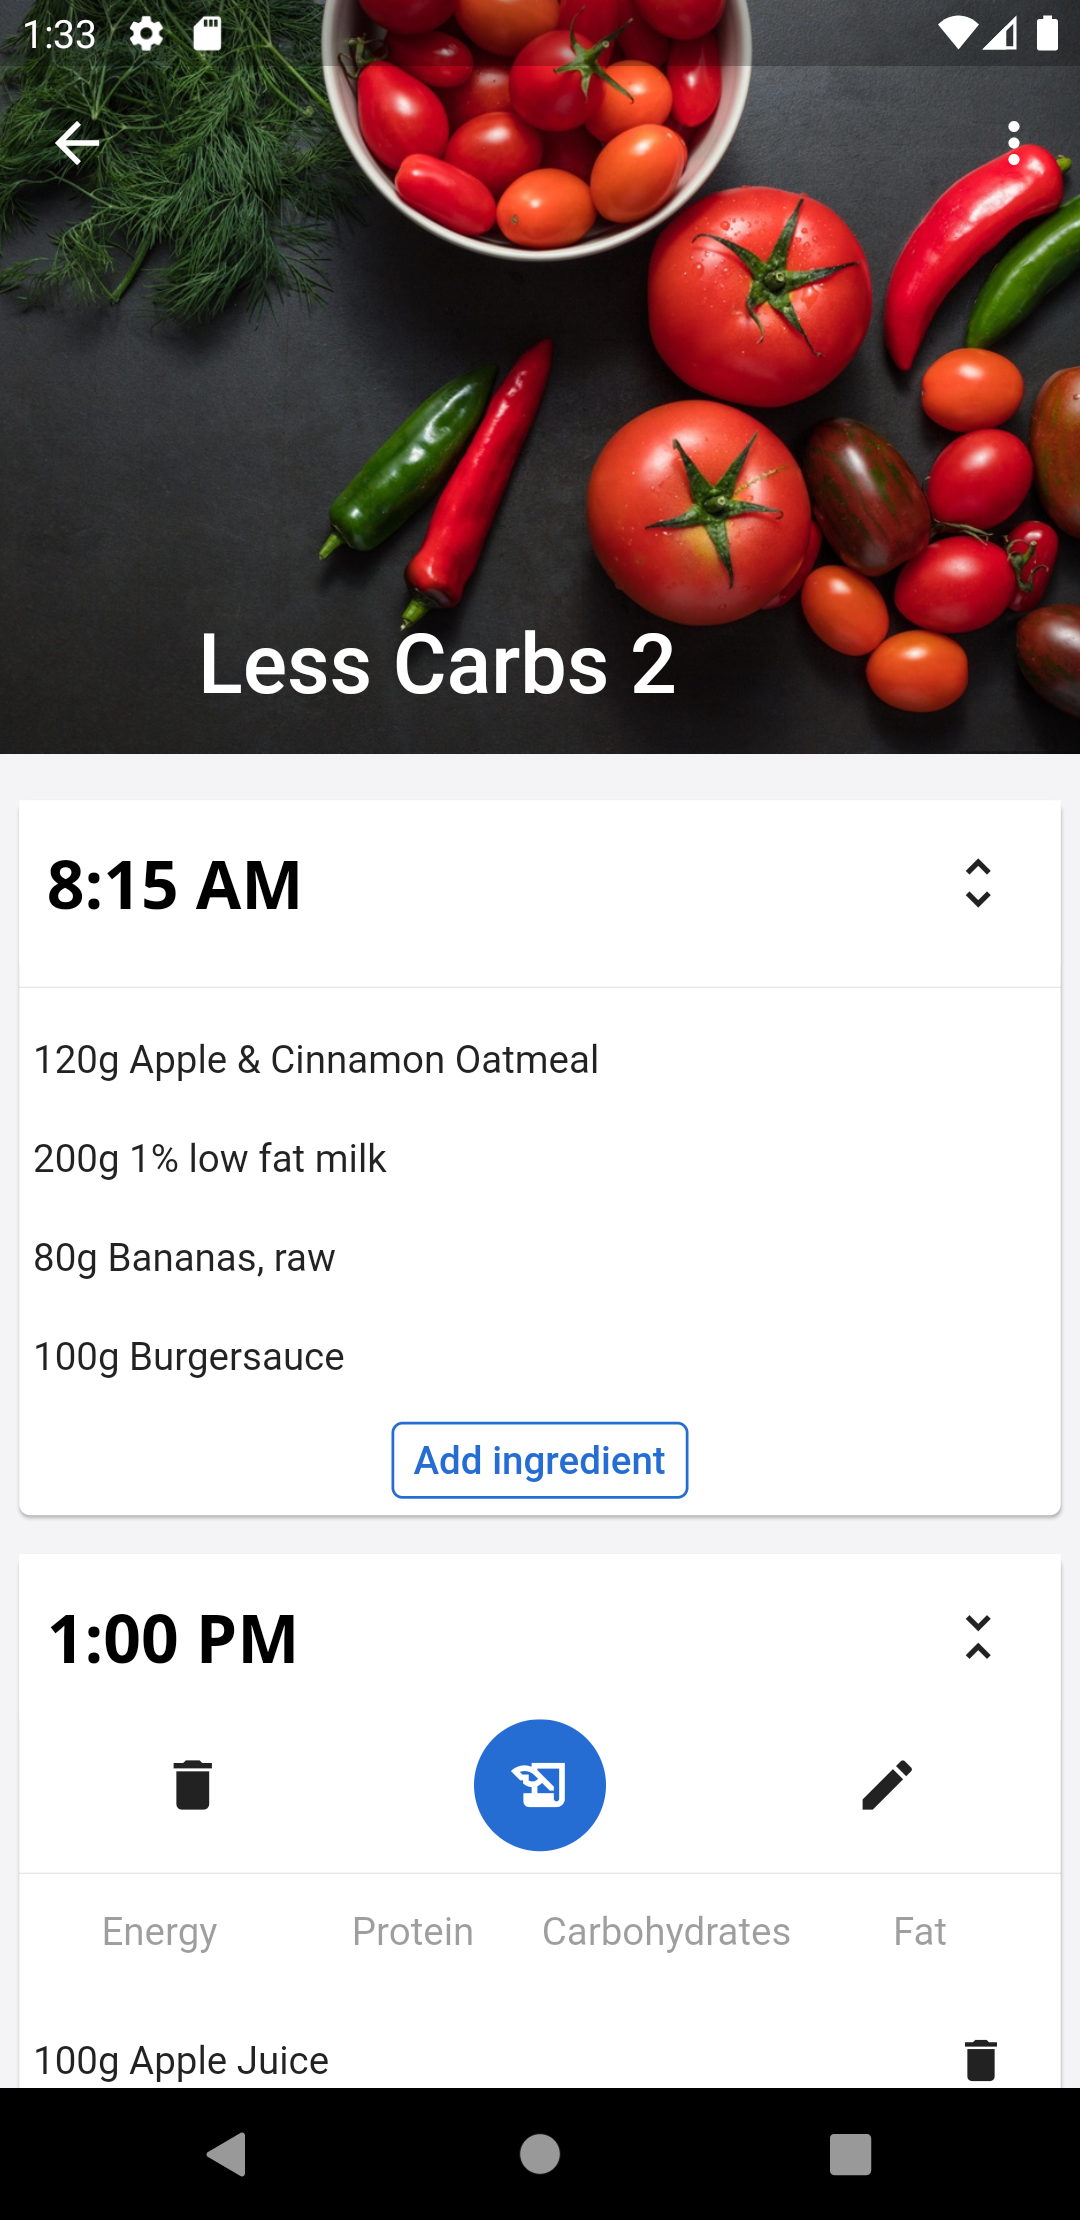 1:33
Less Carbs 2
8:15 AM
120g Apple & Cinnamon Oatmeal
200g 1% low fat milk
80g Bananas, raw
100g Burgersauce
Add ingredient
1:00 PM
Energy Protein Carbohydrates Fat
100g Apple Juice